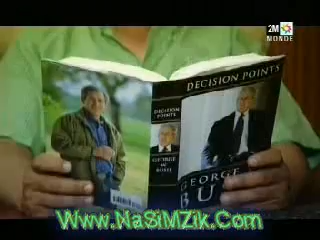 2M
MONDE
DECISION POINTS
DECISION
POINTS
GEORGE
W.
BUSH
GEORGE
BU
www.NaSiMZik.Com